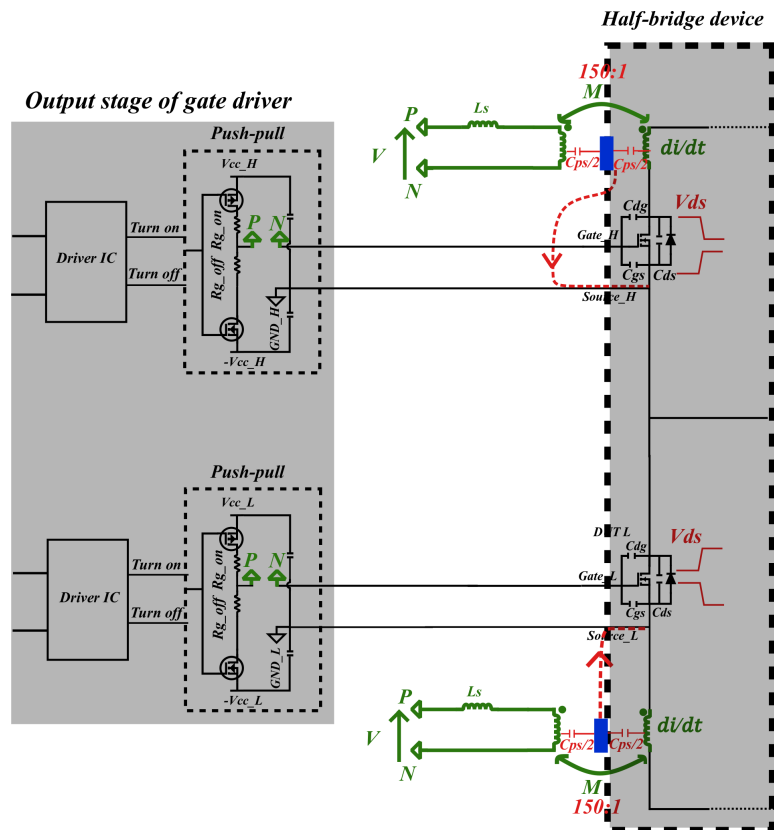 Half-bridge device
150:1
M
Output stage of gate driver
P
Ls
V
N
Cps/2
Cps/2
di/dt
Push-pull
Vcc_H
Turn on
Rg_on
P
N
Driver IC
Turn off
Rg_off
GND_H
-Vcc_H
Cdg
Vds
Gate_H
Cgs
Cds
Source_H
Push-pull
Vcc_L
Turn on
Rg_on
P
N
Driver IC
Turn off
Rg_off
GND_L
-Vcc_L
Cdg
Vds
Gate_L
Cgs
Cds
Source_L
P
Ls
V
N
Cps/2
Cps/2
di/dt
M
150:1